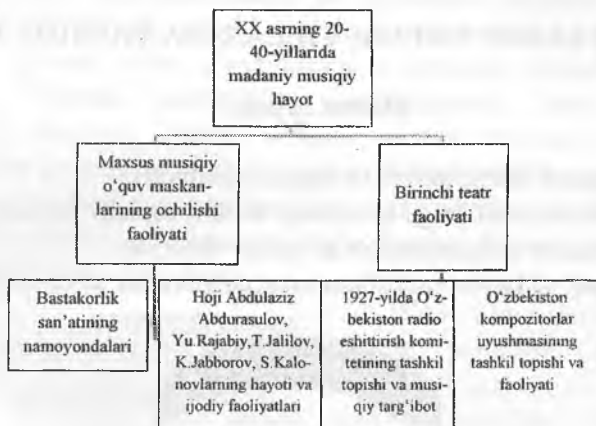 XX asrning 20-
40-yillarida
madaniy musiqiy
hayot
Maxsus musiqiy
o‘quv maskan-
larining ochilishi
faoliyati
Birinchi teatr
faoliyati
Bastakorlik
san’atining
namoyondalari
Hoji Abdulaziz
Abdurasulov,
Yu.Rajabiy,T.Jalilov,
K.Jabborov, S.Kalo-
novlarning hayoti va
ijodiy faoliyatlari
1927-yilda O‘z-
bekiston radio
eshittirish komi-
tetining tashkil
topishi va musi-
qiy targ‘ibot
O‘zbekiston
kompozitorlar
uyushmasining
tashkil topishi va
faoliyati